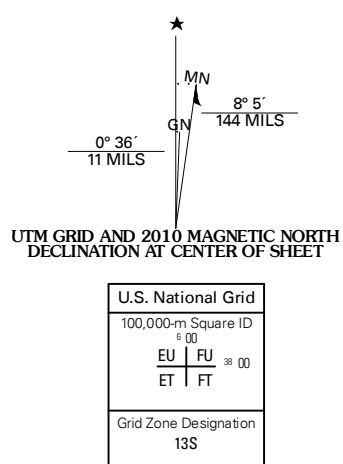 ★
MN
GN
8° 5´
144 MILS
0° 36´
11 MILS
UTM GRID AND 2010 MAGNETIC NORTH
DECLINATION AT CENTER OF SHEET
U.S. National Grid
100,000-m Square ID
6 00
EU FU 38 00
ET FT
Grid Zone Designation
13S